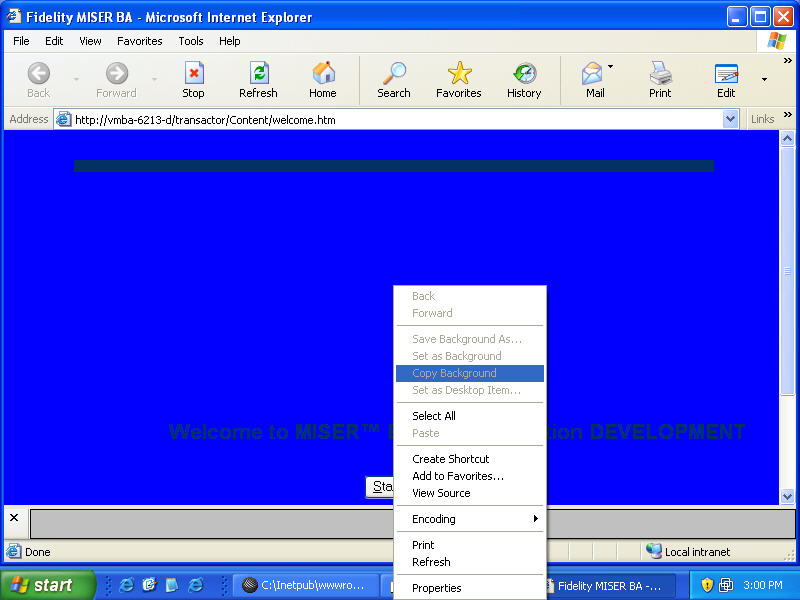 Fidelity MISER BA - Microsoft Internet Explorer
File Edit View Favorites Tools Help
Back Forward Stop Refresh Home Search Favorites History Mail Print Edit
Address http://vmba-6213-d/transactor/Content/welcome.htm Links
Back
Forward
Save Background As...
Set as Background
Copy Background
Set as Desktop Item...
Select All
Paste
Welcome to MISER™ DEVELOPMENT
Create Shortcut
Add to Favorites...
View Source
Encoding
Print
Refresh
Properties
Done Local intranet
start C:\Inetpub\wwwro... Fidelity MISER BA -... 3:00 PM